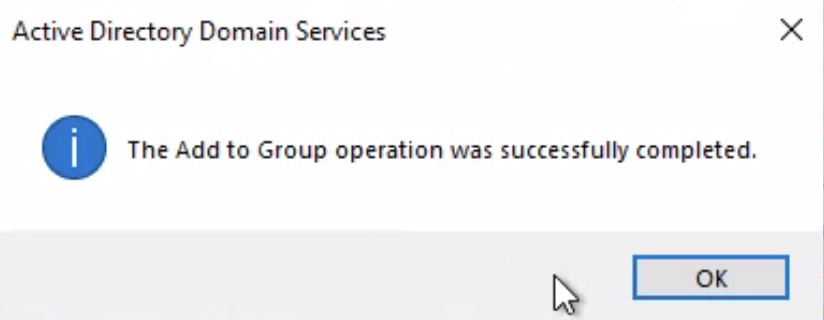 Active Directory Domain Services
The Add to Group operation was successfully completed.
OK